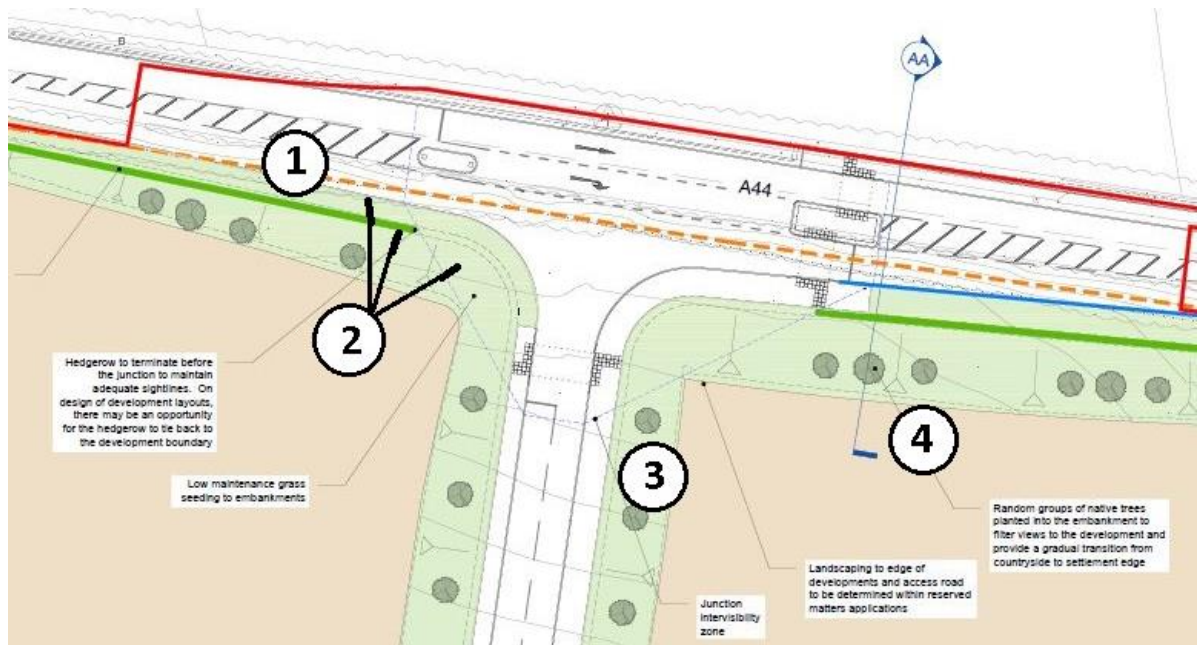 B
AA
1
A44
2
4
3
Hedgerow to terminate before
the junction to maintain
adequate sightlines. On
design of development layouts,
there may be an opportunity
for the hedgerow to tie back to
the development boundary
Low maintenance grass
seeding to embankments
Random groups of native trees
planted into the embankment to
filter views to the development and
provide a gradual transition from
countryside to settlement edge
Landscaping to edge of
developments and access road
to be determined within reserved
matters applications
Junction
intervisibility
zone